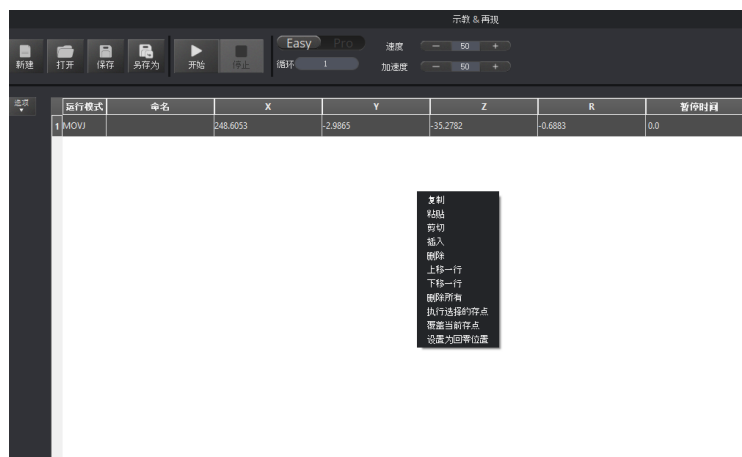 示教 & 再现
新建 打开 保存 另存为 开始 停止
Easy Pro
循环 1
速度 − 50 +
加速度 − 50 +
选项
运行模式 命名 X Y Z R 暂停时间
1 MOVJ 248.6053 -2.9865 -35.2782 -0.6883 0.0
复制
粘贴
剪切
插入
删除
上移一行
下移一行
删除所有
执行选择的存点
覆盖当前存点
设置为回零位置